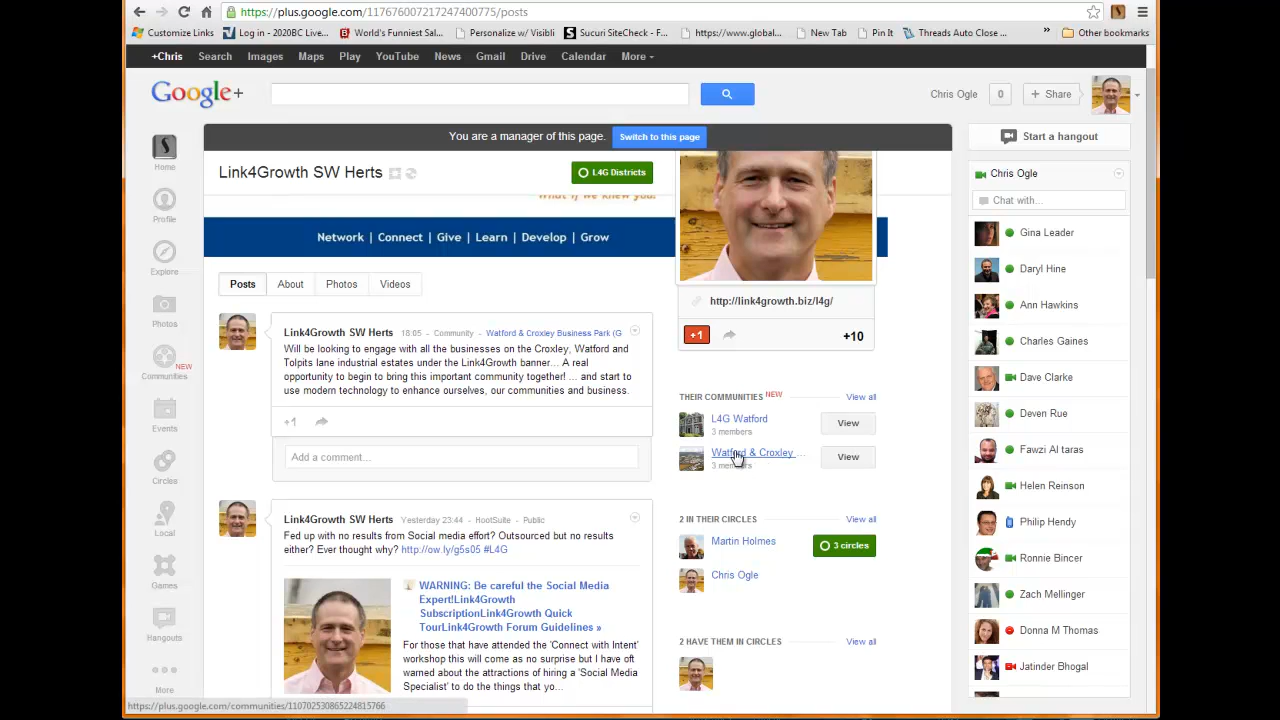 https://plus.google.com/117676007217247400775/posts
Customize Links
Log in - 2020BC Live...
World's Funniest Sal...
Personalize w/ Visibli
Sucuri SiteCheck - F...
https://www.global...
New Tab
Pin It
Threads Auto Close ...
»
Other bookmarks
+Chris Search Images Maps Play YouTube News Gmail Drive Calendar More
Google+
Chris Ogle 0 + Share
You are a manager of this page. Switch to this page
Start a hangout
Link4Growth SW Herts
L4G Districts
Network | Connect | Give | Learn | Develop | Grow
Posts About Photos Videos
Home
Profile
Explore
Photos
NEW
Communities
Events
Circles
Local
Games
Hangouts
More
Link4Growth SW Herts 18:05 - Community - Watford & Croxley Business Park (G
Will be looking to engage with all the businesses on the Croxley, Watford and
Tolpits lane industrial estates under the Link4Growth banner... A real
opportunity to begin to bring this important community together! ... and start to
use modern technology to enhance ourselves, our communities and business.
+1
Add a comment...
Link4Growth SW Herts Yesterday 23:44 - HootSuite - Public
Fed up with no results from Social media effort? Outsourced but no results
either? Ever thought why? http://ow.ly/g5s05 #L4G
WARNING: Be careful the Social Media
Expert!Link4Growth
SubscriptionLink4Growth Quick
TourLink4Growth Forum Guidelines »
For those that have attended the 'Connect with Intent'
workshop this will come as no surprise but I have oft
warned about the attractions of hiring a 'Social Media
Specialist' to do the things that yo...
http://link4growth.biz/l4g/
+1 +10
THEIR COMMUNITIES NEW View all
L4G Watford
3 members
View
Watford & Croxley ...
3 members
View
2 IN THEIR CIRCLES View all
Martin Holmes
3 circles
Chris Ogle
2 HAVE THEM IN CIRCLES View all
Chris Ogle
Chat with...
Gina Leader
Daryl Hine
Ann Hawkins
Charles Gaines
Dave Clarke
Deven Rue
Fawzi Al taras
Helen Reinson
Philip Hendy
Ronnie Bincer
Zach Mellinger
Donna M Thomas
Jatinder Bhogal
https://plus.google.com/communities/110702530865224815766